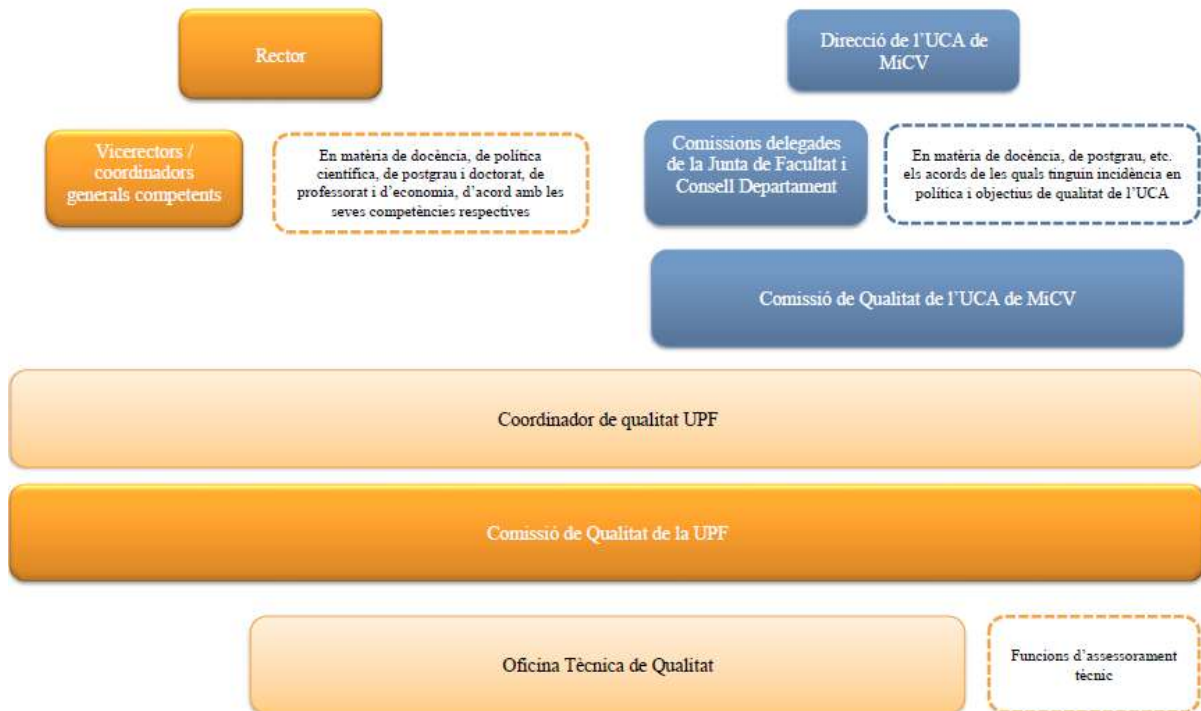 Rector
Direcció de l'UCA de
MiCV
Vicerectors /
coordinadors
generals competents
En matèria de docència, de política
científica, de postgrau i doctorat, de
professorat i d'economia, d'acord amb les
seves competències respectives
Comissions delegades
de la Junta de Facultat i
Consell Departament
En matèria de docència, de postgrau, etc.
els acords de les quals tinguin incidència en
política i objectius de qualitat de l'UCA
Comissió de Qualitat de l'UCA de MiCV
Coordinador de qualitat UPF
Comissió de Qualitat de la UPF
Oficina Tècnica de Qualitat
Funcions d'assessorament
tècnic